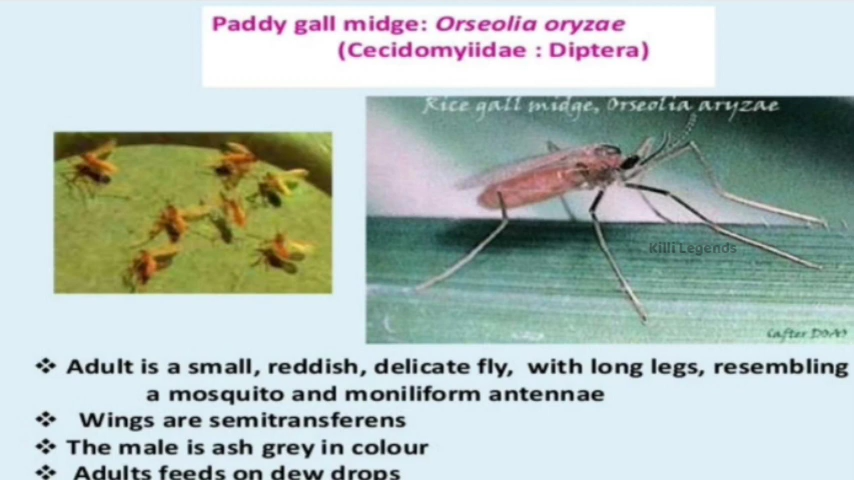 Paddy gall midge: Orseolia oryzae
(Cecidomyiidae : Diptera)
Rice gall midge, Orseolia aryzae
Killi Legends
(after DOA)
❖ Adult is a small, reddish, delicate fly, with long legs, resembling
a mosquito and moniliform antennae
❖ Wings are semitransferens
❖ The male is ash grey in colour
❖ Adults feeds on dew drops